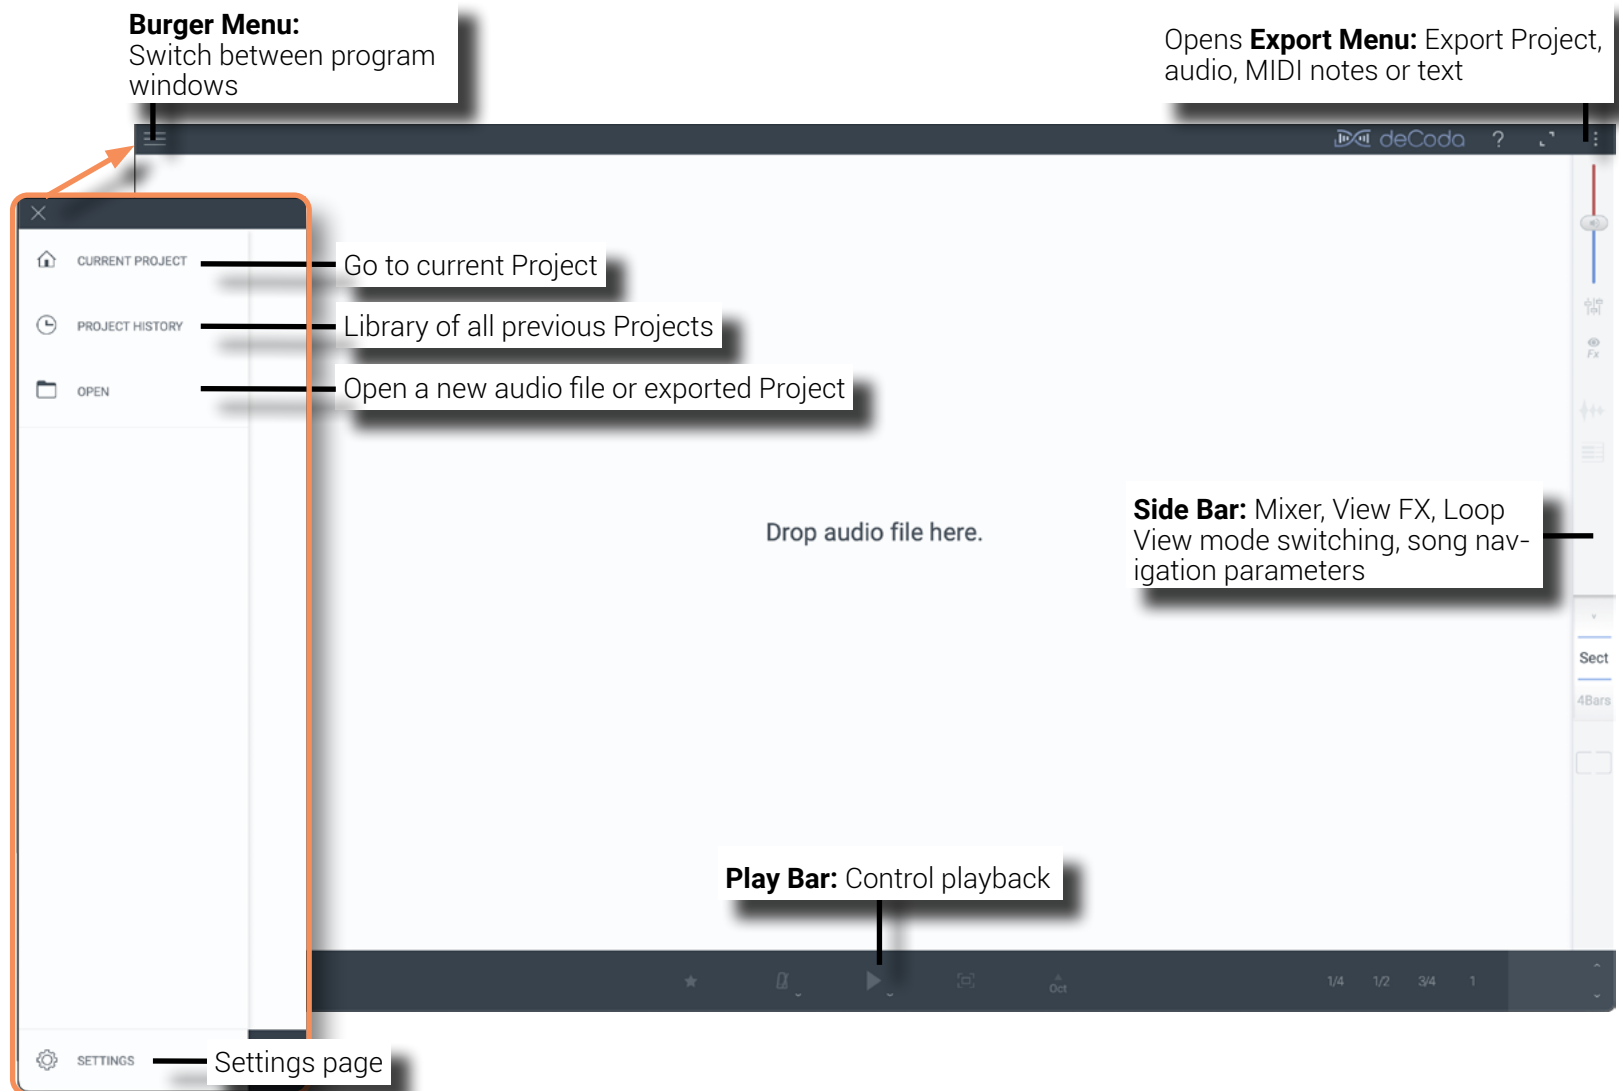 Burger Menu:
Switch between program
windows
Opens Export Menu: Export Project,
audio, MIDI notes or text
deCoda ?
CURRENT PROJECT
Go to current Project
PROJECT HISTORY
Library of all previous Projects
OPEN
Open a new audio file or exported Project
Fx
Drop audio file here.
Side Bar: Mixer, View FX, Loop
View mode switching, song nav-
igation parameters
Sect
4Bars
Play Bar: Control playback
Oct
1/4 1/2 3/4 1
SETTINGS
Settings page